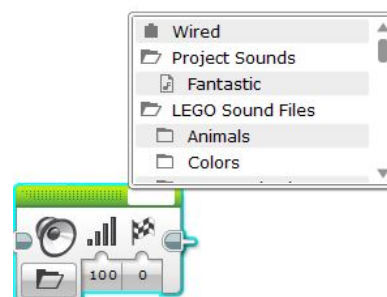 Wired
Project Sounds
Fantastic
LEGO Sound Files
Animals
Colors
100 0